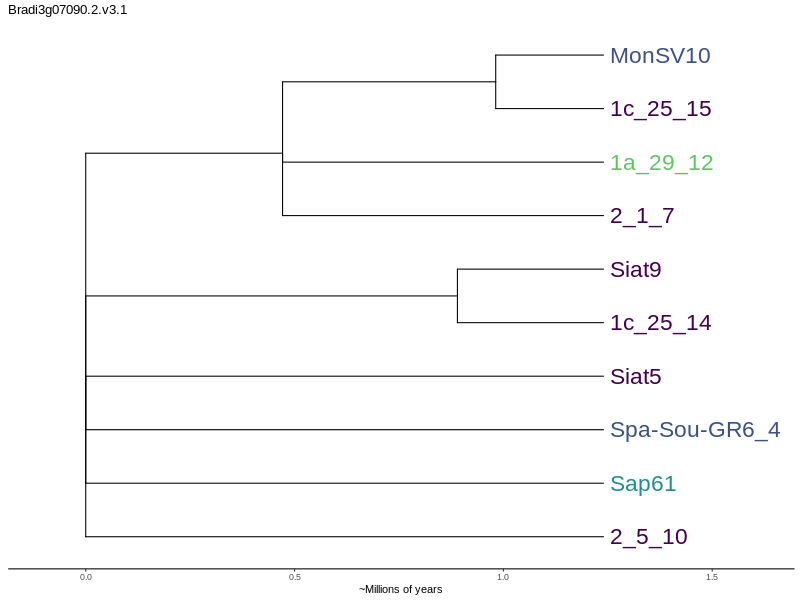 Bradi3g07090.2.v3.1
MonSV10
1c_25_15
1a_29_12
2_1_7
Siat9
1c_25_14
Siat5
Spa-Sou-GR6_4
Sap61
2_5_10
0.0 0.5 1.0 1.5
~Millions of years